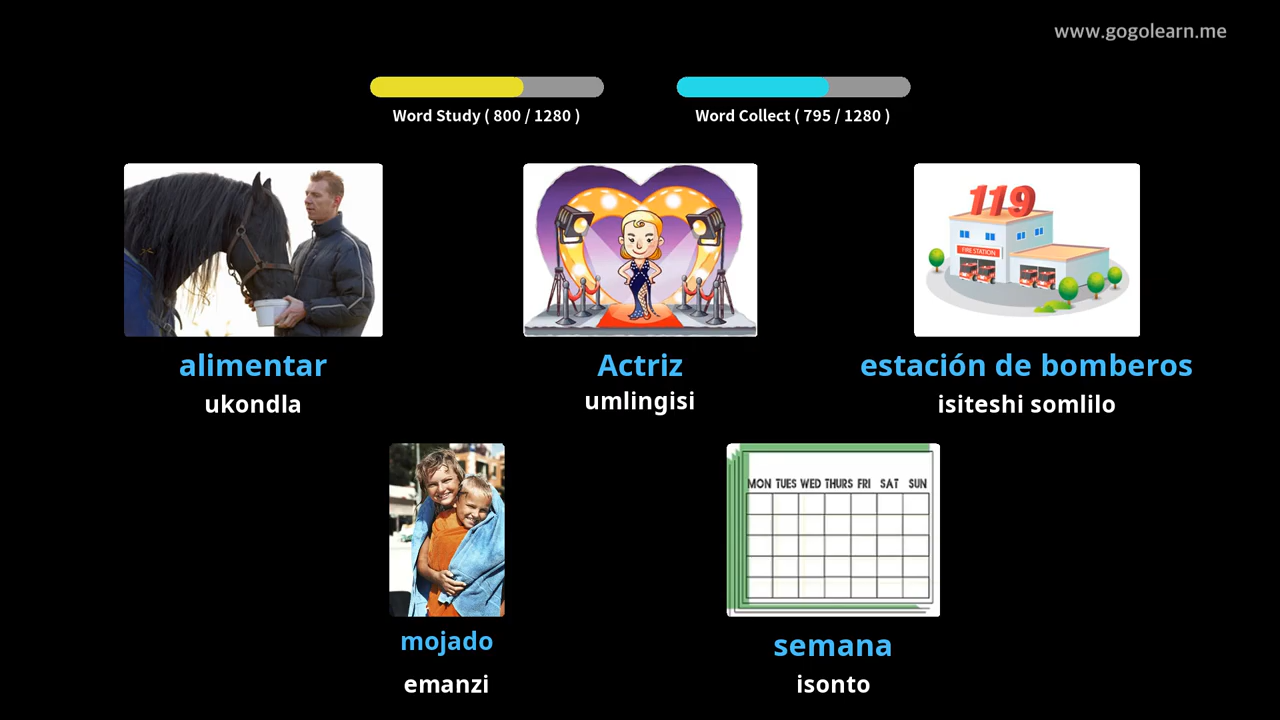 www.gogolearn.me
Word Study ( 800 / 1280 )
Word Collect ( 795 / 1280 )
119
FIRE STATION
alimentar
Actriz
estación de bomberos
ukondla
umlingisi
isiteshi somlilo
MON TUES WED THURS FRI SAT SUN
mojado
semana
emanzi
isonto